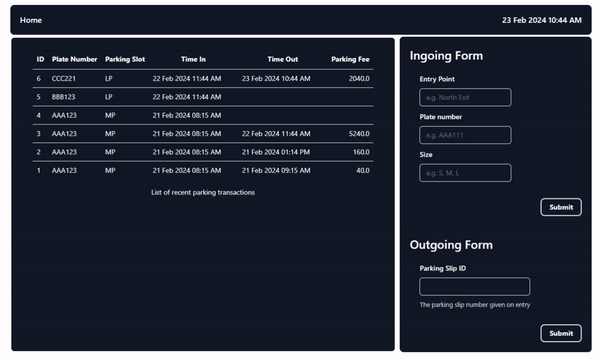 Home 23 Feb 2024 10:44 AM
ID Plate Number Parking Slot Time In Time Out Parking Fee
6 CCC221 LP 22 Feb 2024 11:44 AM 23 Feb 2024 10:44 AM 2040.0
5 BBB123 LP 22 Feb 2024 11:44 AM
4 AAA123 MP 21 Feb 2024 08:15 AM
3 AAA123 MP 21 Feb 2024 08:15 AM 22 Feb 2024 11:44 AM 5240.0
2 AAA123 MP 21 Feb 2024 08:15 AM 21 Feb 2024 01:14 PM 160.0
1 AAA123 MP 21 Feb 2024 08:15 AM 21 Feb 2024 09:15 AM 40.0
List of recent parking transactions
Ingoing Form
Entry Point
e.g. North Exit
Plate number
e.g. AAA111
Size
e.g. S, M, L
Submit
Outgoing Form
Parking Slip ID
The parking slip number given on entry
Submit